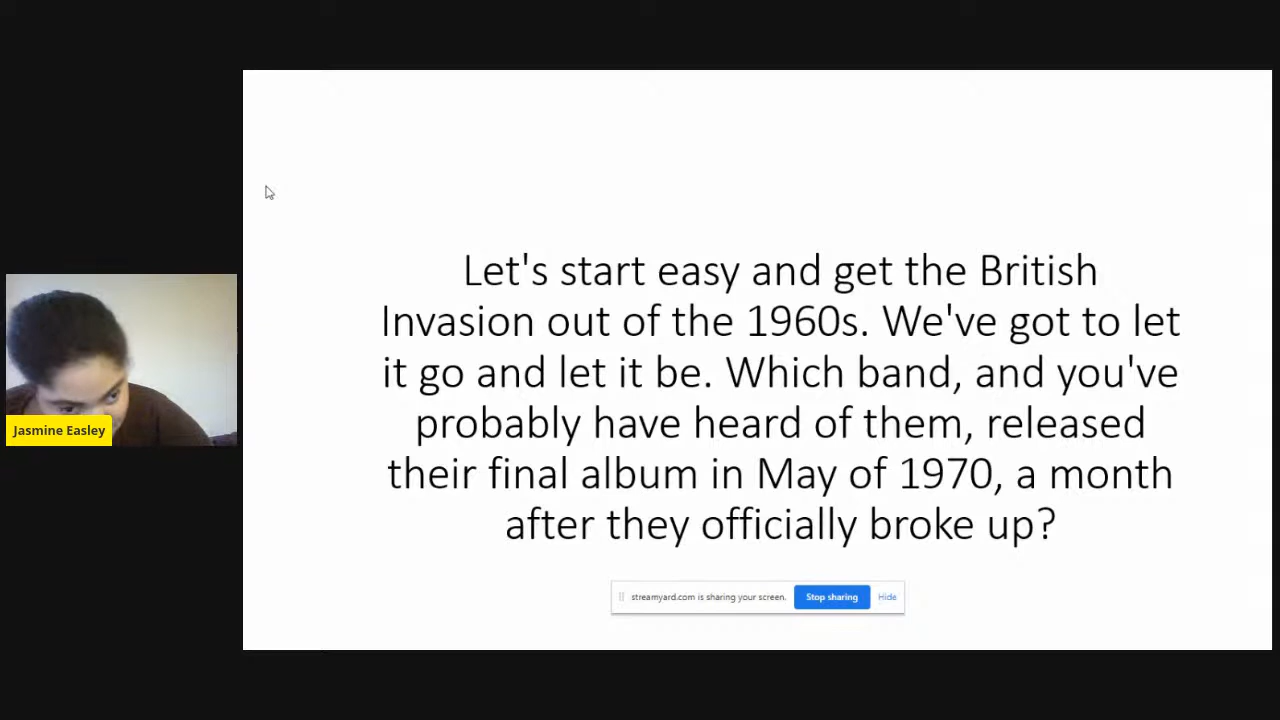 Let's start easy and get the British
Invasion out of the 1960s. We've got to let
it go and let it be. Which band, and you've
probably have heard of them, released
their final album in May of 1970, a month
after they officially broke up?
Jasmine Easley
streamyard.com is sharing your screen. Stop sharing Hide